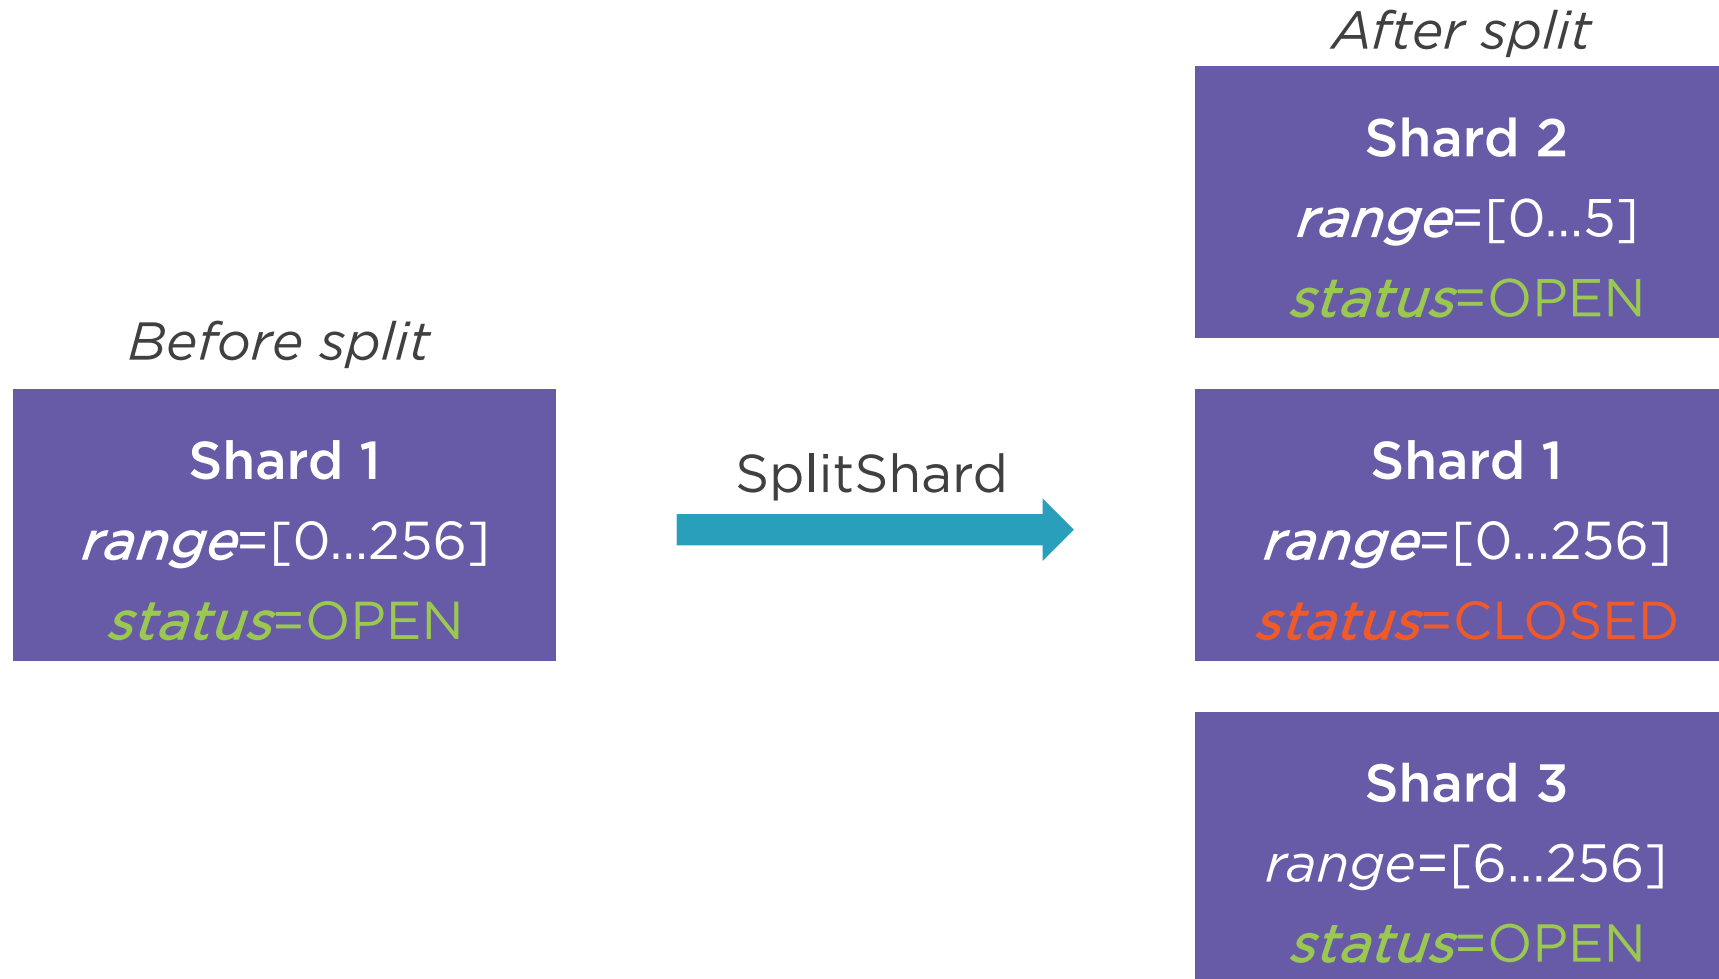 Before split
Shard 1
range=[0...256]
status=OPEN
SplitShard
After split
Shard 2
range=[0...5]
status=OPEN
Shard 1
range=[0...256]
status=CLOSED
Shard 3
range=[6...256]
status=OPEN